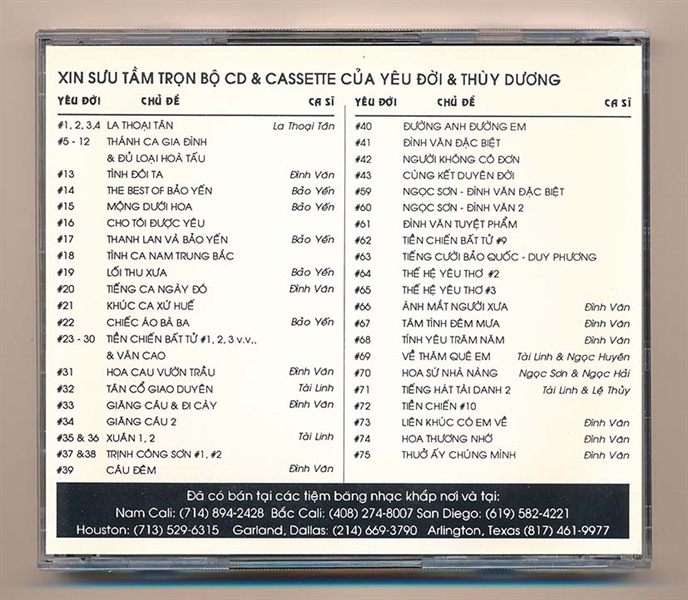 XIN SƯU TẦM TRỌN BỘ CD & CASSETTE CỦA YÊU ĐỜI & THÙY DƯƠNG
YÊU ĐỜI CHỦ ĐỀ CA SĨ
#1, 2, 3,4 LA THOẠI TÂN La Thoại Tân
#5 - 12 THÁNH CA GIA ĐÌNH
& ĐỦ LOẠI HOÀ TẤU
#13 TÌNH ĐÔI TA Đình Văn
#14 THE BEST OF BẢO YẾN Bảo Yến
#15 MỘNG DƯỚI HOA Bảo Yến
#16 CHO TÔI ĐƯỢC YÊU
#17 THANH LAN VÀ BẢO YẾN Bảo Yến
#18 TÌNH CA NAM TRUNG BẮC
#19 LỐI THU XƯA Bảo Yến
#20 TIẾNG CA NGÀY ĐÓ Đình Văn
#21 KHÚC CA XỨ HUẾ
#22 CHIẾC ÁO BÀ BA Bảo Yến
#23 - 30 TIỀN CHIẾN BẤT TỬ #1, 2, 3 v.v..
& VĂN CAO
#31 HOA CAU VƯỜN TRẦU Đình Văn
#32 TÂN CỔ GIAO DUYÊN Tài Linh
#33 GIĂNG CÂU & ĐI CÀY Đình Văn
#34 GIĂNG CÂU 2
#35 & 36 XUÂN 1, 2 Tài Linh
#37 &38 TRỊNH CÔNG SƠN #1, #2
#39 CẦU ĐÊM Đình Văn
YÊU ĐỜI CHỦ ĐỀ CA SĨ
#40 ĐƯỜNG ANH ĐƯỜNG EM
#41 ĐÌNH VĂN ĐẶC BIỆT
#42 NGƯỜI KHÔNG CÔ ĐƠN
#43 CÙNG KẾT DUYÊN ĐỜI
#59 NGỌC SƠN - ĐÌNH VĂN ĐẶC BIỆT
#60 NGỌC SƠN - ĐÌNH VĂN 2
#61 ĐÌNH VĂN TUYỆT PHẨM
#62 TIỀN CHIẾN BẤT TỬ #9
#63 TIẾNG CƯỜI BẢO QUỐC - DUY PHƯƠNG
#64 THẾ HỆ YÊU THƠ #2
#65 THẾ HỆ YÊU THƠ #3
#66 ÁNH MẮT NGƯỜI XƯA Đình Văn
#67 TÂM TÌNH ĐÊM MƯA Đình Văn
#68 TÌNH YÊU TRĂM NĂM Đình Văn
#69 VỀ THĂM QUÊ EM Tài Linh & Ngọc Huyên
#70 HOA SỨ NHÀ NÀNG Ngọc Sơn & Ngọc Hải
#71 TIẾNG HÁT TÀI DANH 2 Tài Linh & Lệ Thủy
#72 TIỀN CHIẾN #10
#73 LIÊN KHÚC CÓ EM VỀ Đình Văn
#74 HOA THƯƠNG NHỚ Đình Văn
#75 THUỞ ẤY CHÚNG MÌNH Đình Văn
Đã có bán tại các tiệm băng nhạc khắp nơi và tại:
Nam Cali: (714) 894-2428 Bắc Cali: (408) 274-8007 San Diego: (619) 582-4221
Houston: (713) 529-6315 Garland, Dallas: (214) 669-3790 Arlington, Texas (817) 461-9977